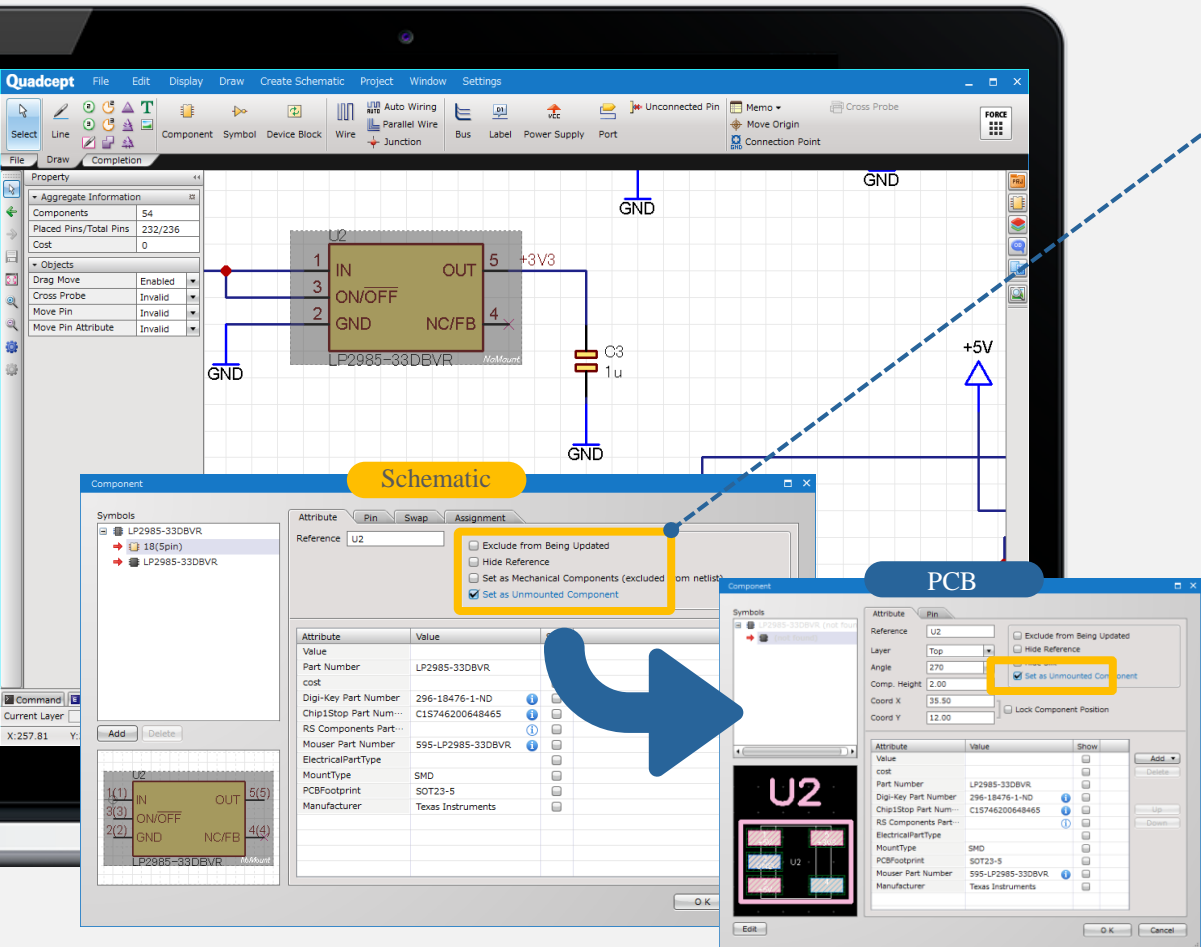 Quadcept File Edit Display Draw Create Schematic Project Window Settings
Select Line Component Symbol Device Block Wire Auto Wiring Parallel Wire Junction Bus Label Power Supply Port Unconnected Pin Memo Move Origin Connection Point Cross Probe FORCE
File Draw Completion
Property
Aggregate Information
Components 54
Placed Pins/Total Pins 232/236
Cost 0
Objects
Drag Move Enabled
Cross Probe Invalid
Move Pin Invalid
Move Pin Attribute Invalid
GND
GND
U2
1 IN OUT 5 +3V3
3 ON/OFF
2 GND NC/FB 4
LP2985-33DBVR NoMount
GND
C3
1u
GND
+5V
Command
Current Layer
X:257.81 Y:
Schematic
Component
Symbols
LP2985-33DBVR
18(5pin)
LP2985-33DBVR
Add Delete
U2
1(1) IN OUT 5(5)
3(3) ON/OFF
2(2) GND NC/FB 4(4)
LP2985-33DBVR NoMount
Attribute Pin Swap Assignment
Reference U2
Exclude from Being Updated
Hide Reference
Set as Mechanical Components (excluded from netlist)
Set as Unmounted Component
Attribute Value
Value
Part Number LP2985-33DBVR
cost
Digi-Key Part Number 296-18476-1-ND
Chip1Stop Part Num··· C1S746200648465
RS Components Part···
Mouser Part Number 595-LP2985-33DBVR
ElectricalPartType
MountType SMD
PCBFootprint SOT23-5
Manufacturer Texas Instruments
OK
PCB
Component
Symbols
LP2985-33DBVR (not foun
U2
U2
Edit
Attribute Pin
Reference U2
Layer Top
Angle 270
Comp. Height 2.00
Coord X 35.50
Coord Y 12.00
Exclude from Being Updated
Hide Reference
Set as Unmounted Component
Lock Component Position
Attribute Value Show
Value
cost
Part Number LP2985-33DBVR
Digi-Key Part Number 296-18476-1-ND
Chip1Stop Part Num··· C1S746200648465
RS Components Part···
ElectricalPartType
MountType SMD
PCBFootprint SOT23-5
Mouser Part Number 595-LP2985-33DBVR
Manufacturer Texas Instruments
Add
Delete
Up
Down
OK Cancel